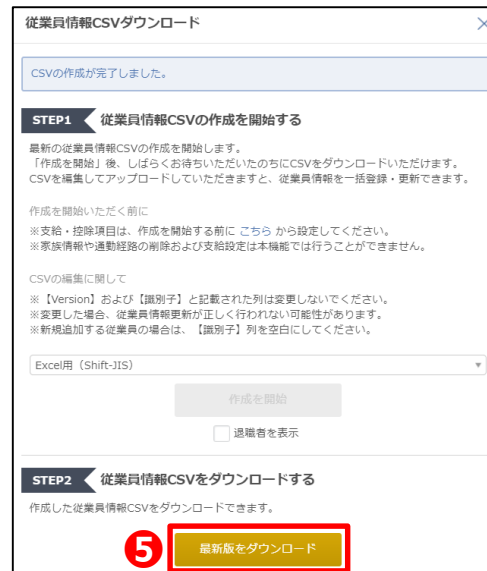 従業員情報CSVダウンロード
CSVの作成が完了しました。
STEP1 従業員情報CSVの作成を開始する
最新の従業員情報CSVの作成を開始します。
「作成を開始」後、しばらくお待ちいただいたのちにCSVをダウンロードいただけます。
CSVを編集してアップロードしていただきますと、従業員情報を一括登録・更新できます。
作成を開始いただく前に
※支給・控除項目は、作成を開始する前に こちら から設定してください。
※家族情報や通勤経路の削除および支給設定は本機能では行うことができません。
CSVの編集に関して
※【Version】および【識別子】と記載された列は変更しないでください。
※変更した場合、従業員情報更新が正しく行われない可能性があります。
※新規追加する従業員の場合は、【識別子】列を空白にしてください。
Excel用（Shift-JIS）
作成を開始
退職者を表示
STEP2 従業員情報CSVをダウンロードする
作成した従業員情報CSVをダウンロードできます。
5 最新版をダウンロード